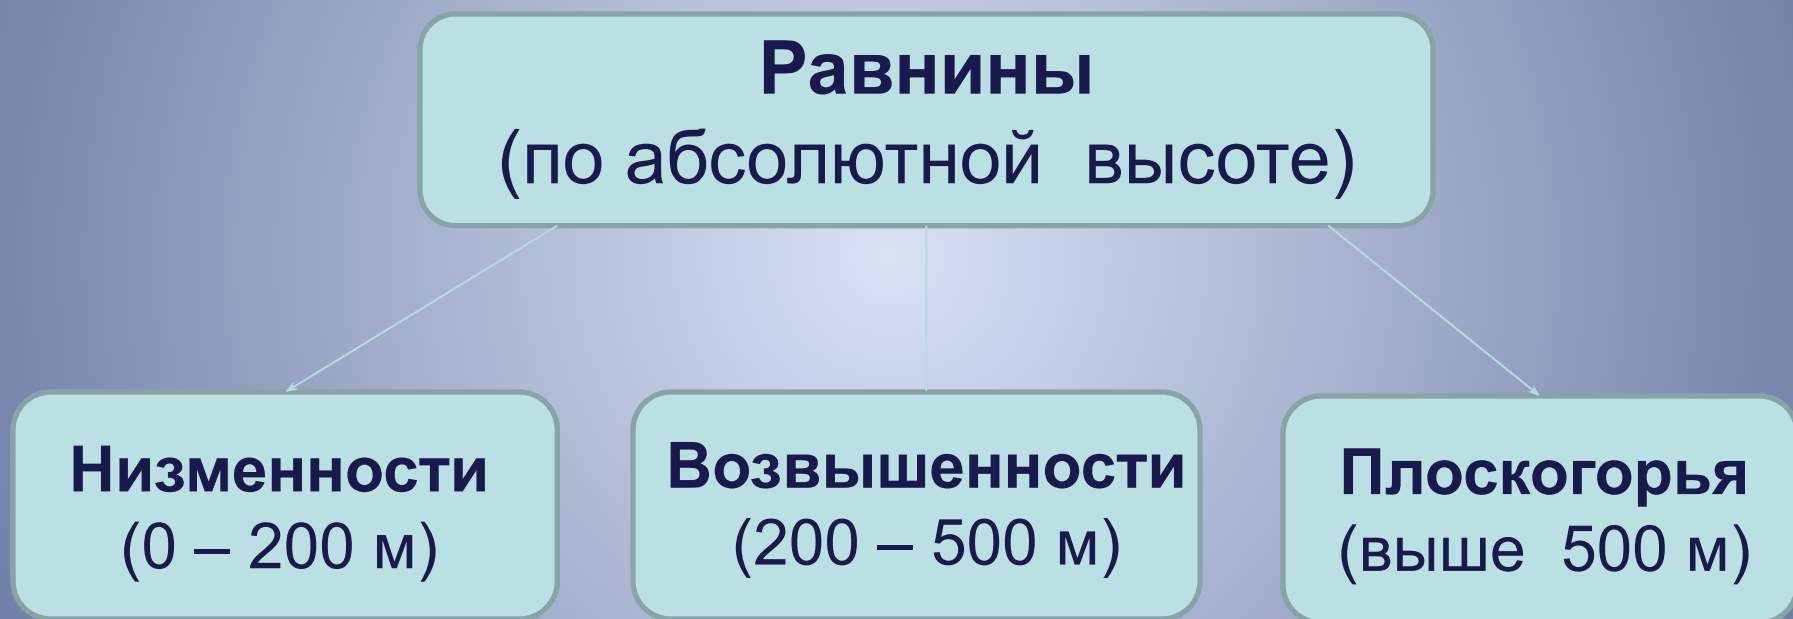 Равнины
(по абсолютной высоте)
Низменности
(0 – 200 м)
Возвышенности
(200 – 500 м)
Плоскогорья
(выше 500 м)